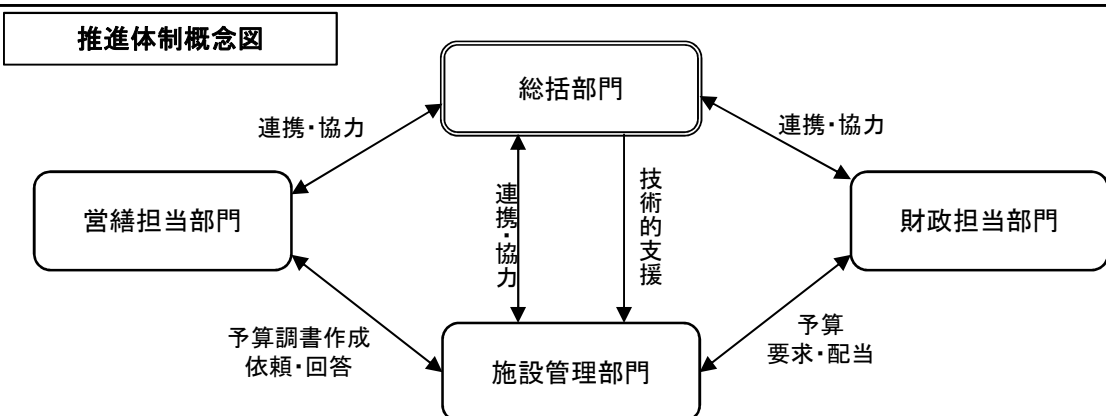 推進体制概念図
総括部門
連携・協力
連携・協力
営繕担当部門
連携・協力
技術的支援
財政担当部門
予算調書作成
依頼・回答
施設管理部門
予算
要求・配当